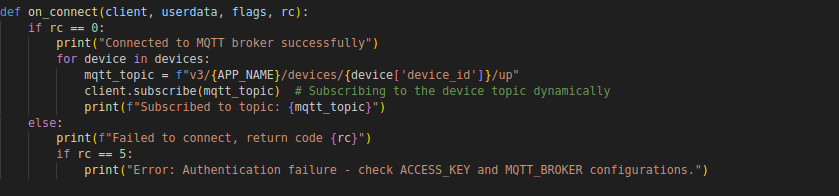 def on_connect(client, userdata, flags, rc):
    if rc == 0:
        print("Connected to MQTT broker successfully")
        for device in devices:
            mqtt_topic = f"v3/{APP_NAME}/devices/{device['device_id']}/up"
            client.subscribe(mqtt_topic)  # Subscribing to the device topic dynamically
            print(f"Subscribed to topic: {mqtt_topic}")
    else:
        print(f"Failed to connect, return code {rc}")
        if rc == 5:
            print("Error: Authentication failure - check ACCESS_KEY and MQTT_BROKER configurations.")